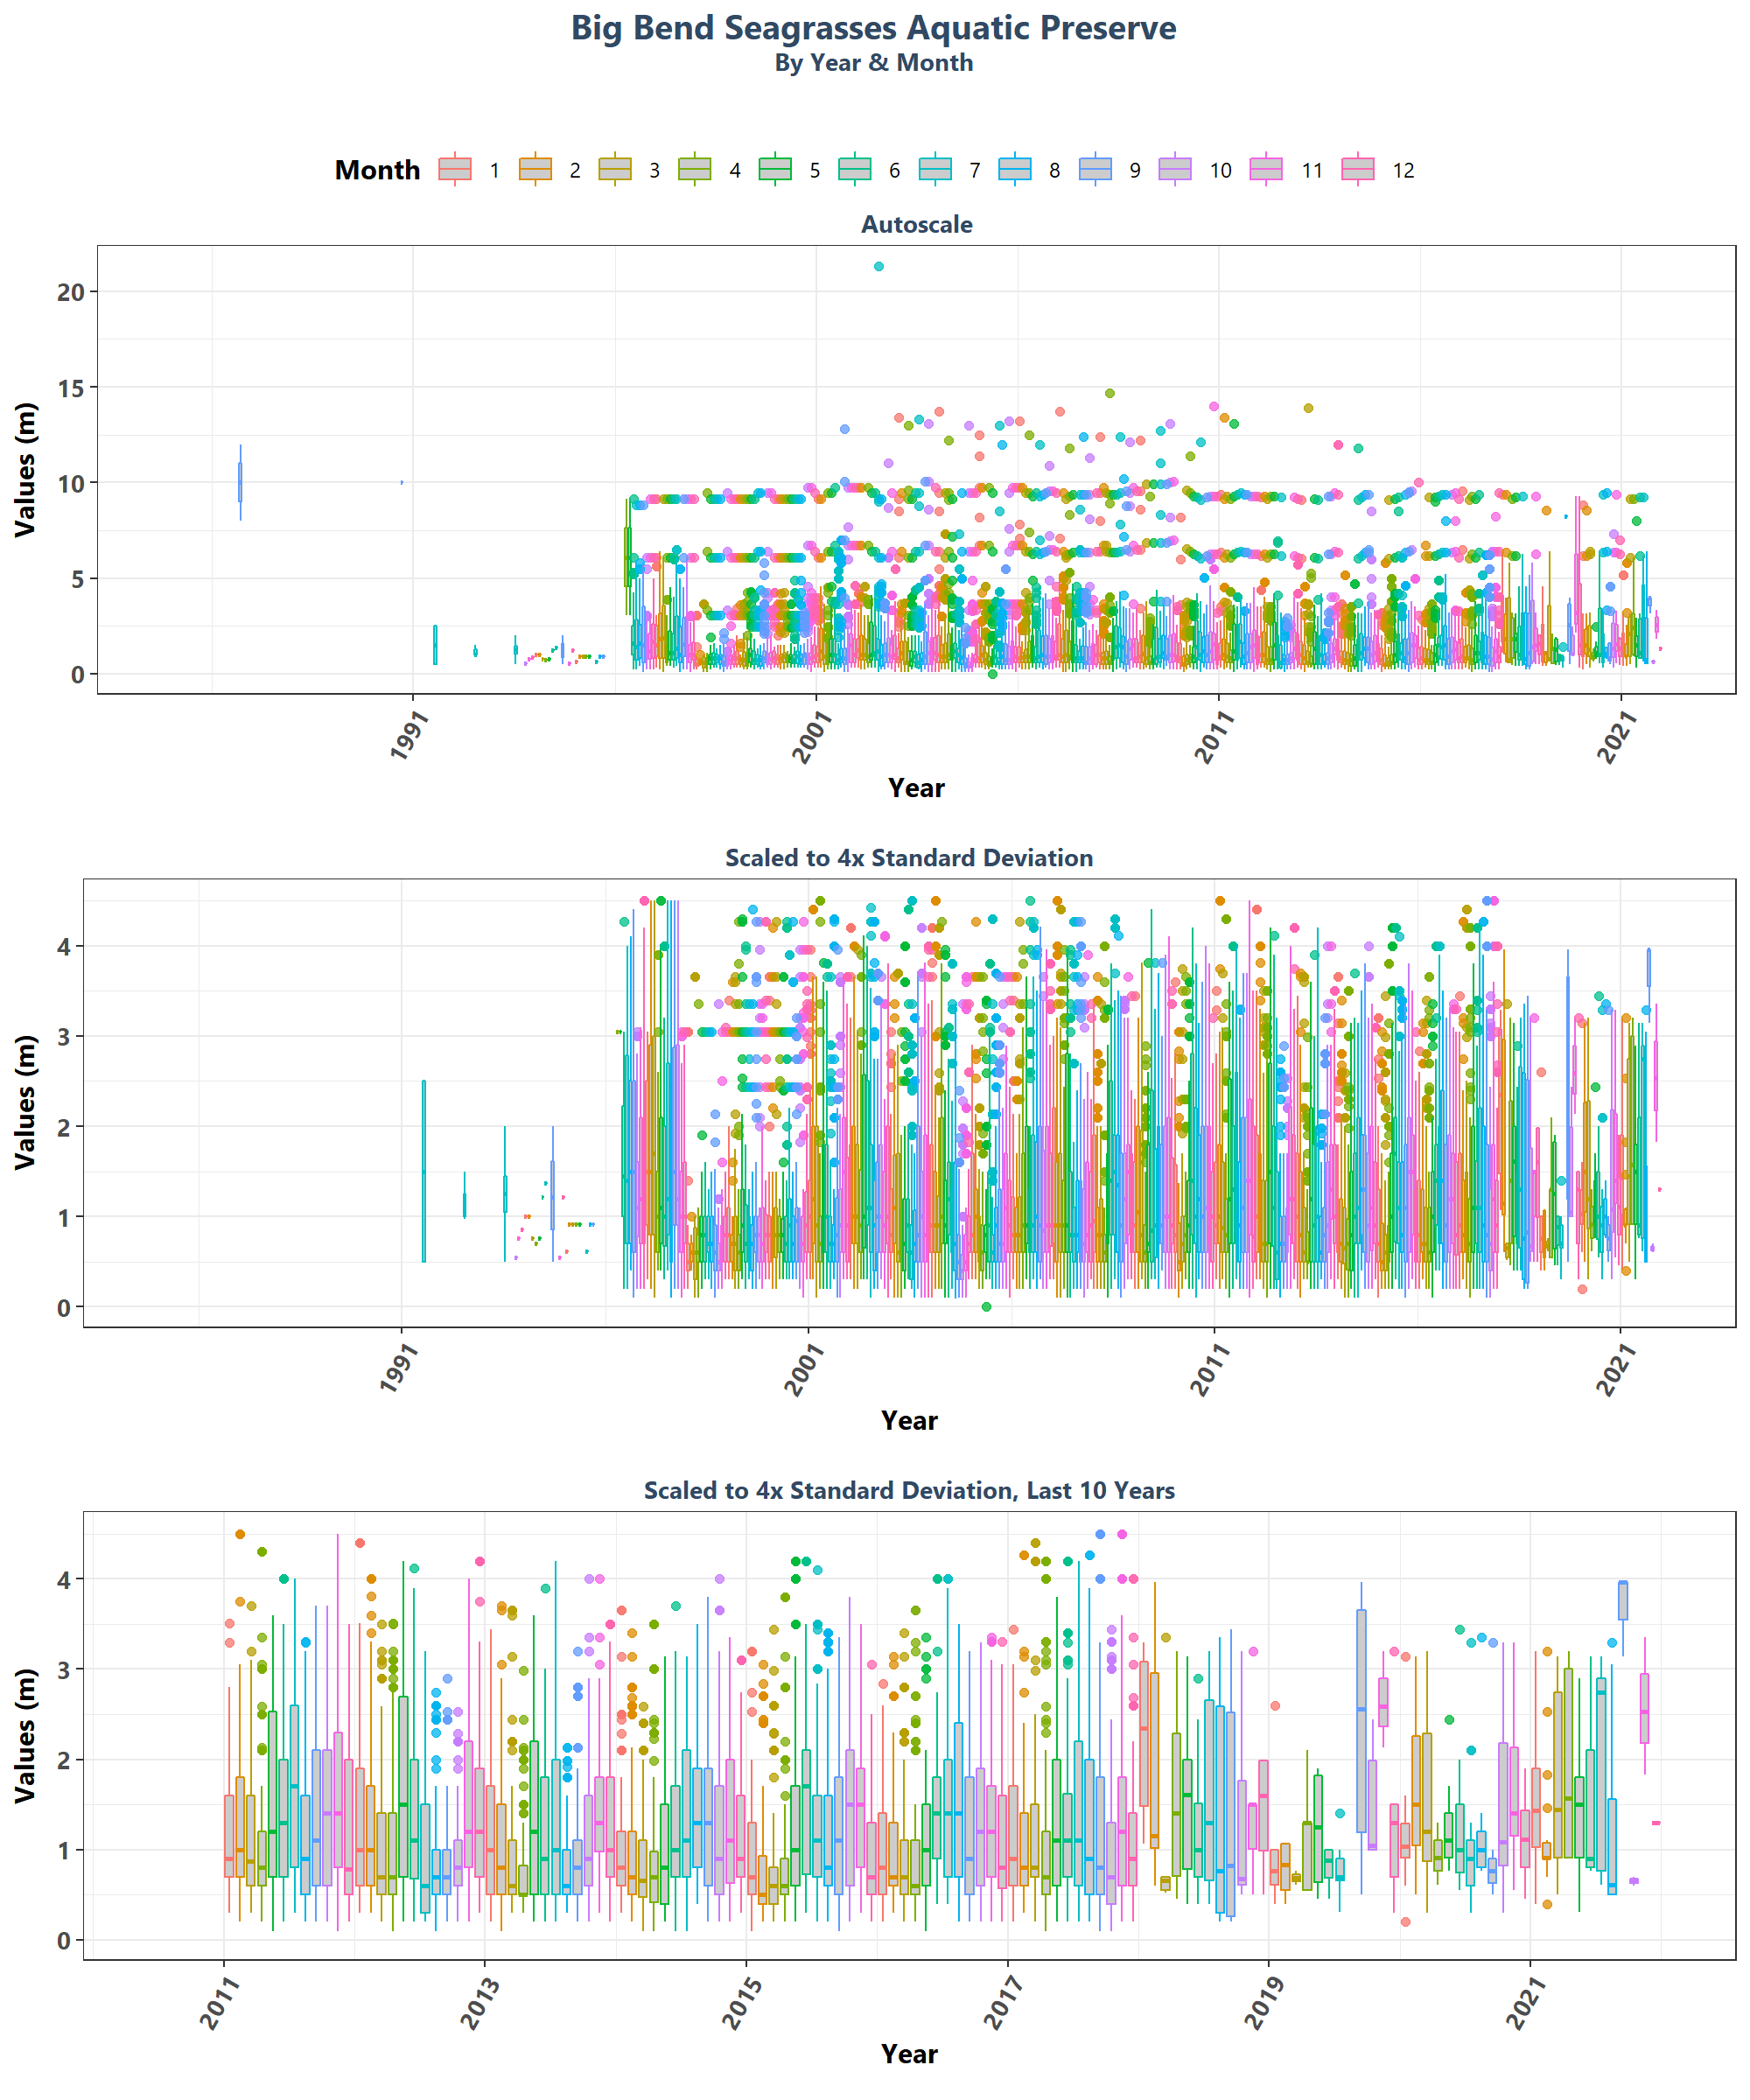 Big Bend Seagrasses Aquatic Preserve
By Year & Month
Month 1 2 3 4 5 6 7 8 9 10 11 12
Autoscale
Values (m)
20
15
10
5
0
1991 2001 2011 2021
Year
Scaled to 4x Standard Deviation
Values (m)
4
3
2
1
0
1991 2001 2011 2021
Year
Scaled to 4x Standard Deviation, Last 10 Years
Values (m)
4
3
2
1
0
2011 2013 2015 2017 2019 2021
Year